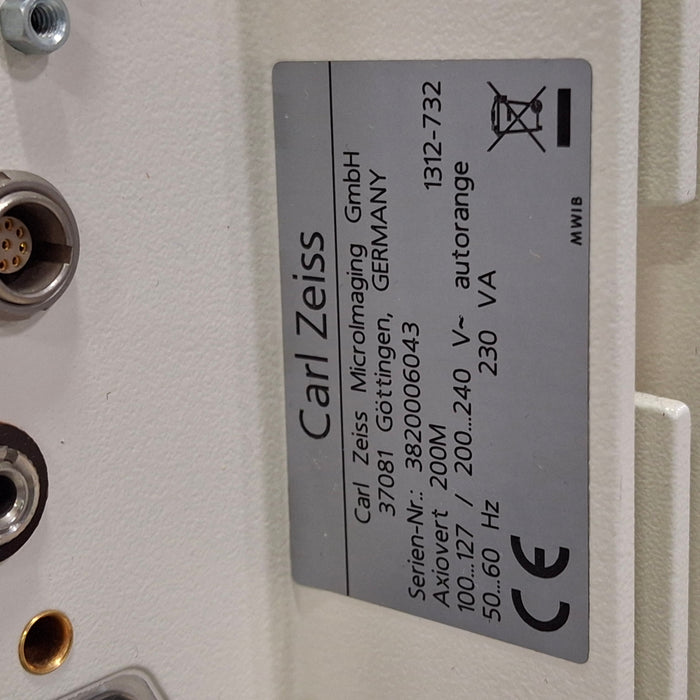 Carl Zeiss
Carl Zeiss MicroImaging GmbH
37081 Göttingen, GERMANY
Serien-Nr.: 3820006043
Axiovert 200M 1312-732
100...127 / 200...240 V~ autorange
50...60 Hz 230 VA
CE
MWIB